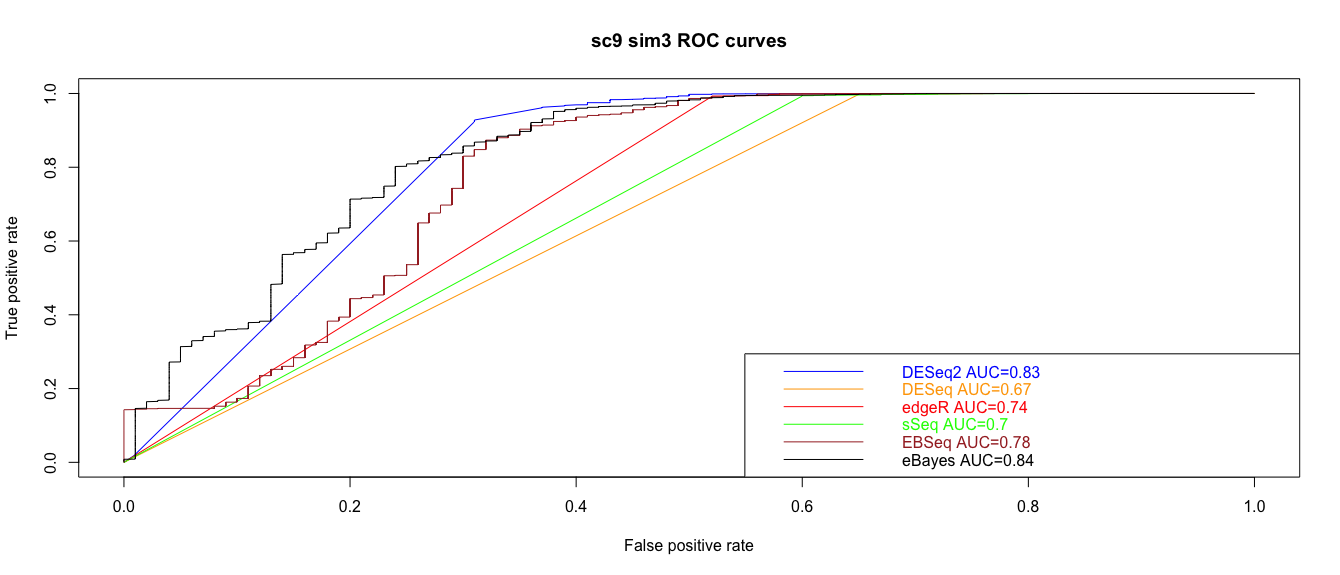 sc9 sim3 ROC curves
True positive rate
1.0
0.8
0.6
0.4
0.2
0.0
DESeq2 AUC=0.83
DESeq AUC=0.67
edgeR AUC=0.74
sSeq AUC=0.7
EBSeq AUC=0.78
eBayes AUC=0.84
0.0 0.2 0.4 0.6 0.8 1.0
False positive rate